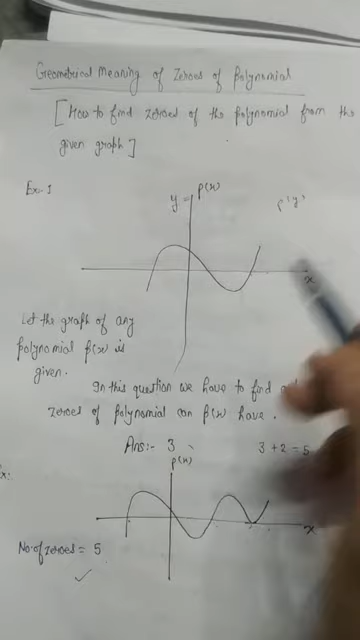 Geometrical Meaning of Zeroes of Polynomial
[How to find zeroes of the polynomial from the
given graph]
Ex-1
y = p(x)
p'(y)
x
Let the graph of any
polynomial p(x) is
given.
In this question we have to find
zeroes of polynomial can p(x) have.
Ans:- 3
3+2=5
p(x)
x:
x
No. of zeroes = 5